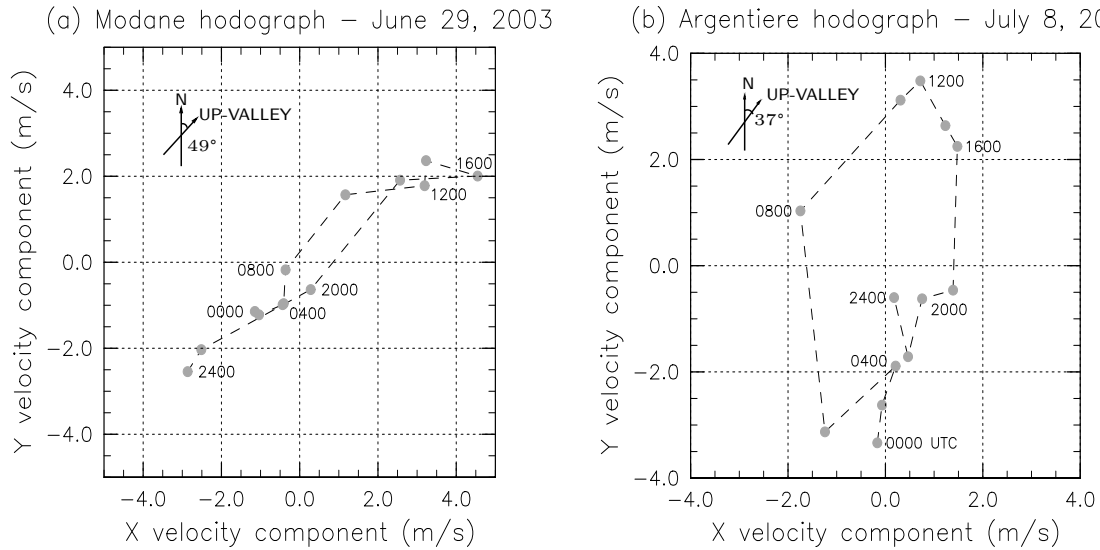 (a) Modane hodograph – June 29, 2003
Y velocity component (m/s)
4.0
2.0
0.0
-2.0
-4.0
N
UP-VALLEY
49°
1600
1200
0800
2000
0000
0400
2400
-4.0 -2.0 0.0 2.0 4.0
X velocity component (m/s)
(b) Argentiere hodograph – July 8, 20
Y velocity component (m/s)
4.0
2.0
0.0
-2.0
-4.0
N
UP-VALLEY
37°
1200
1600
0800
2400
2000
0400
0000 UTC
-4.0 -2.0 0.0 2.0 4.0
X velocity component (m/s)